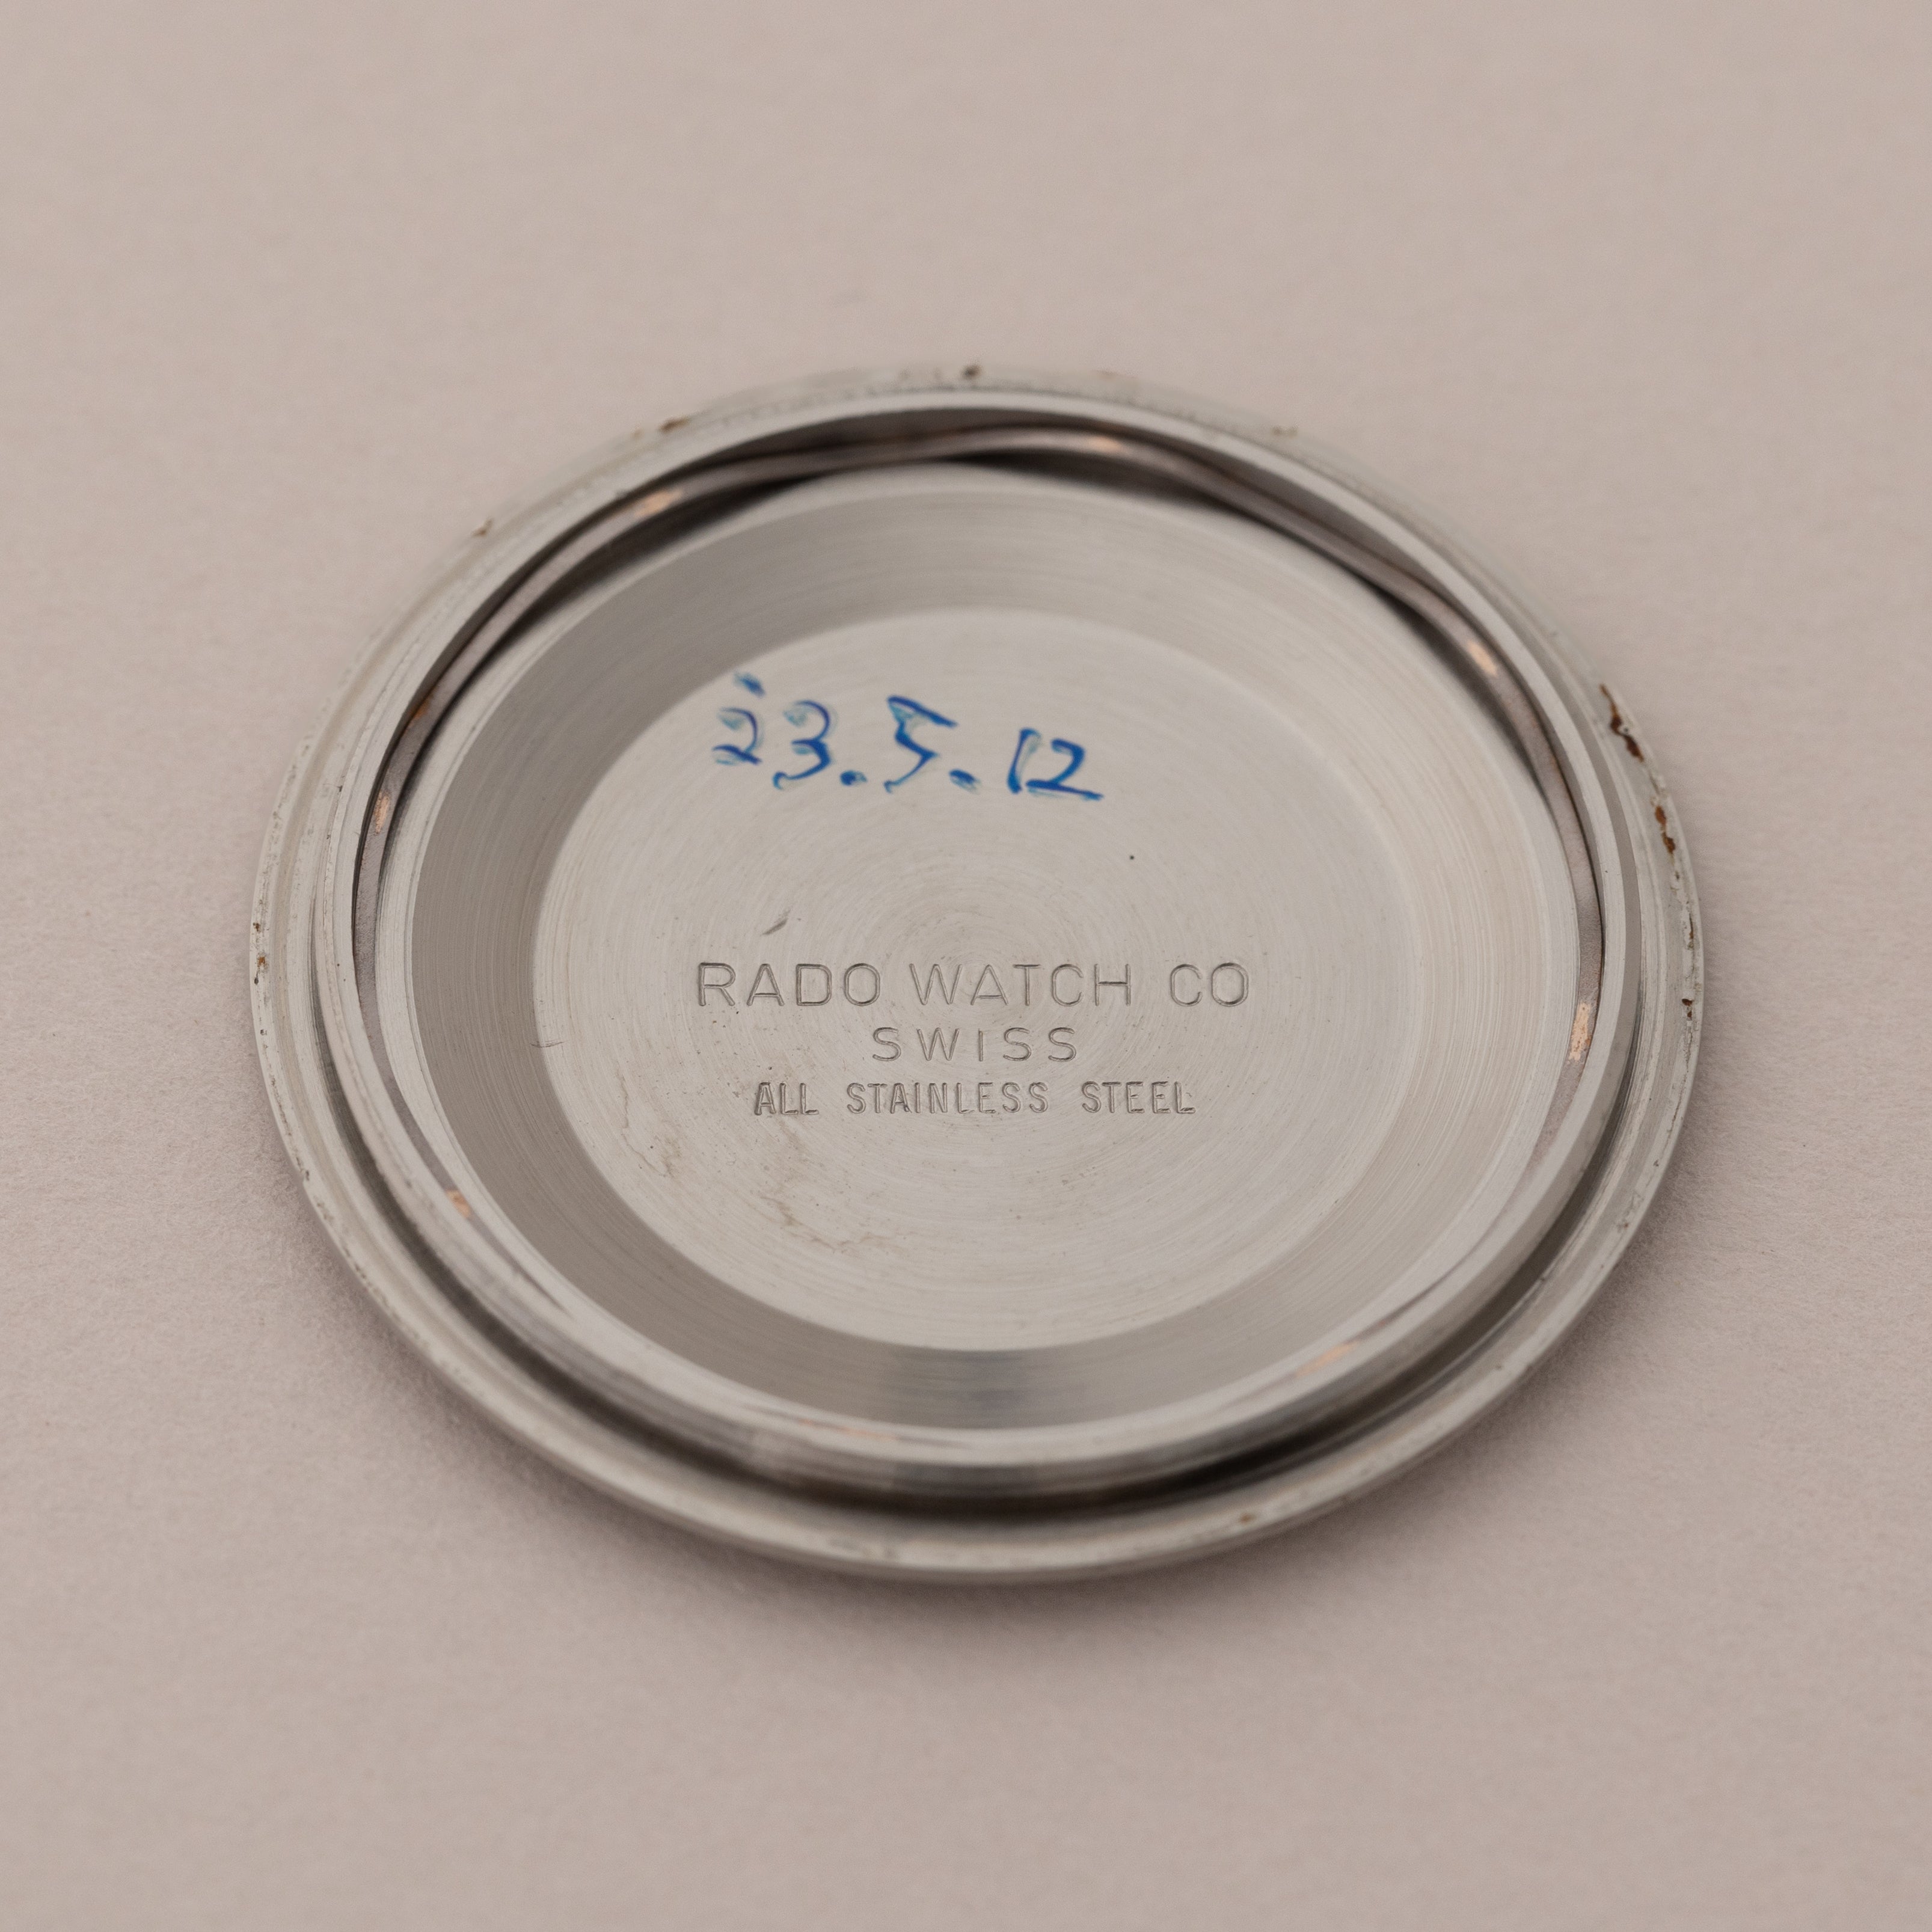 23.5.12
RADO WATCH CO
SWISS
ALL STAINLESS STEEL